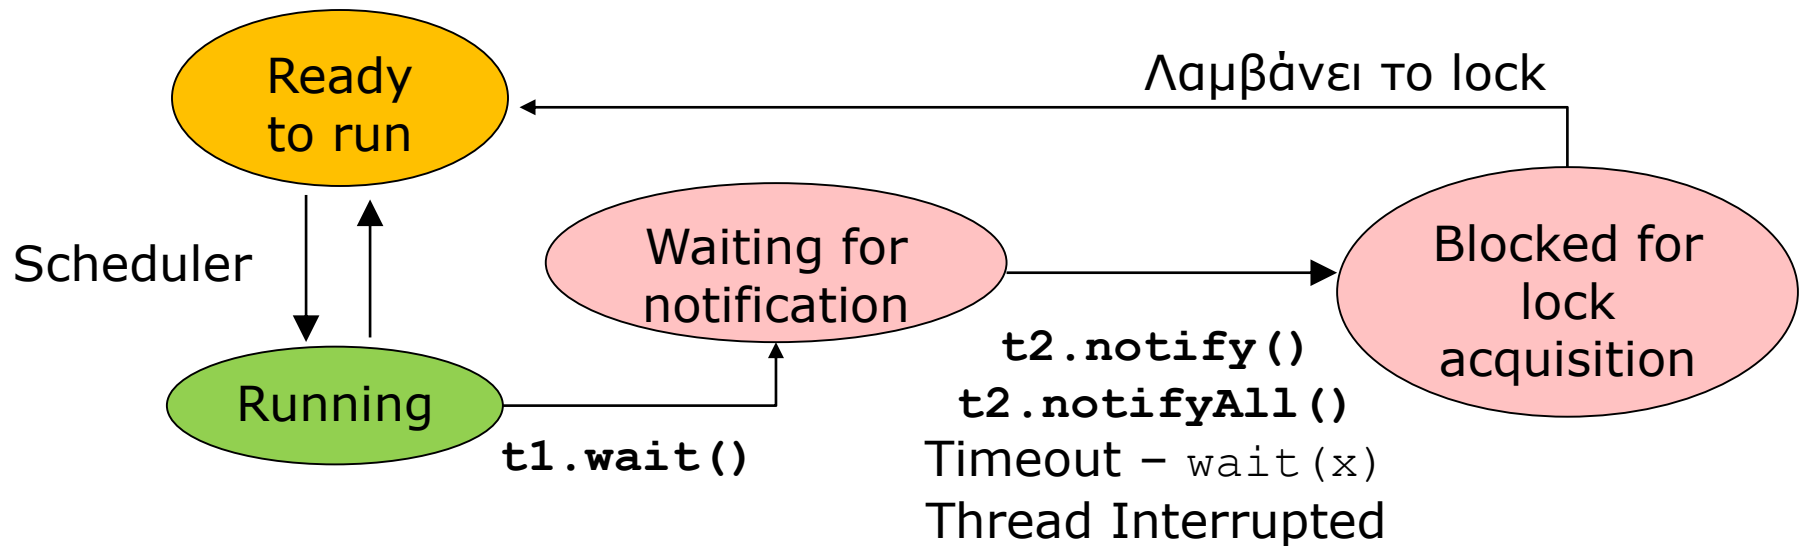 Ready
to run
Λαμβάνει το lock
Scheduler
Waiting for
notification
Blocked for
lock
acquisition
Running
t1.wait()
t2.notify()
t2.notifyAll()
Timeout – wait(x)
Thread Interrupted